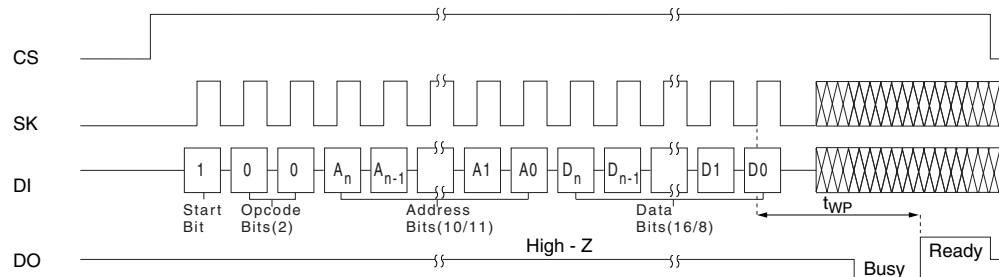 CS
SK
DI
1 0 0 Aₙ Aₙ₋₁ A1 A0 Dₙ Dₙ₋₁ D1 D0
Start Bit
Opcode Bits(2)
Address Bits(10/11)
Data Bits(16/8)
tWP
DO
High - Z
Busy
Ready